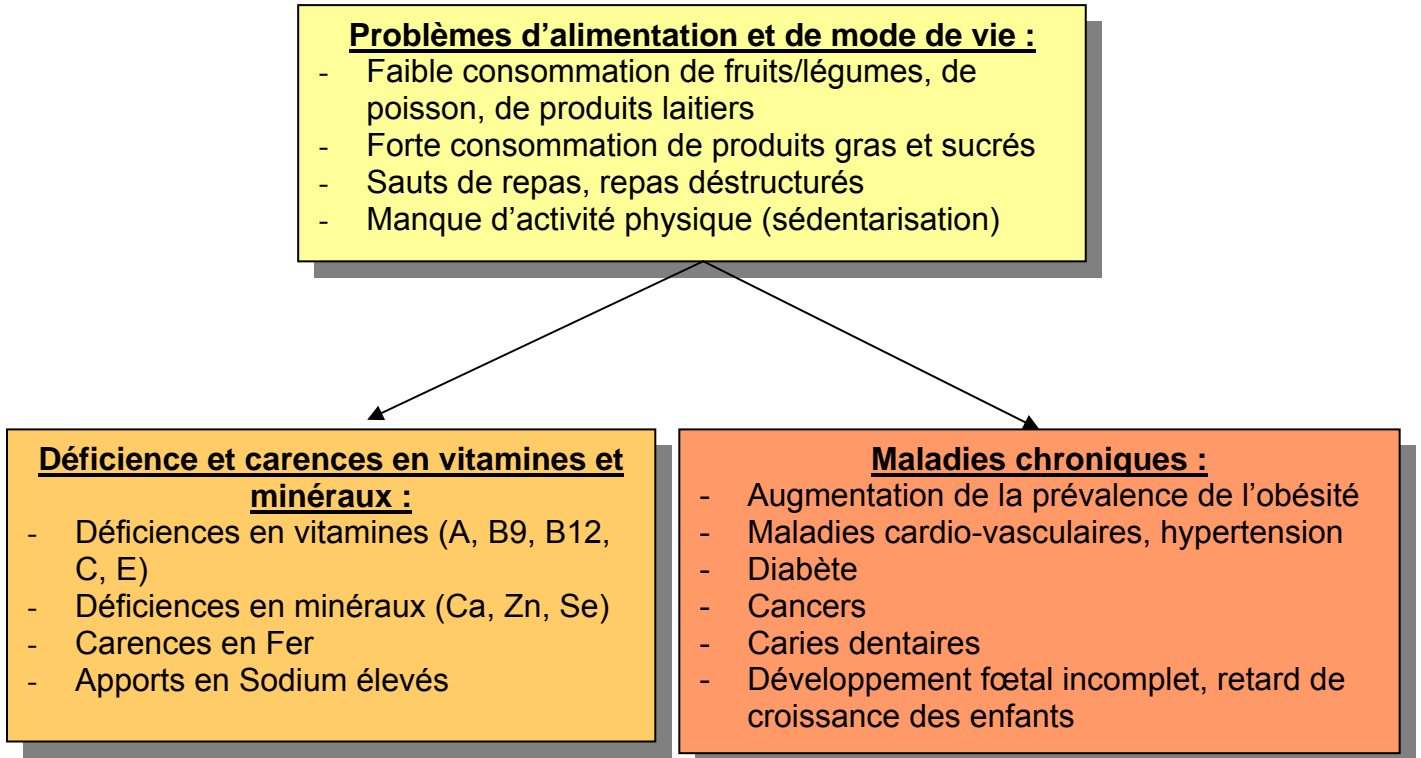 Problèmes d’alimentation et de mode de vie :
- Faible consommation de fruits/légumes, de
poisson, de produits laitiers
- Forte consommation de produits gras et sucrés
- Sauts de repas, repas déstructurés
- Manque d’activité physique (sédentarisation)
Déficience et carences en vitamines et
minéraux :
- Déficiences en vitamines (A, B9, B12,
C, E)
- Déficiences en minéraux (Ca, Zn, Se)
- Carences en Fer
- Apports en Sodium élevés
Maladies chroniques :
- Augmentation de la prévalence de l’obésité
- Maladies cardio-vasculaires, hypertension
- Diabète
- Cancers
- Caries dentaires
- Développement fœtal incomplet, retard de
croissance des enfants